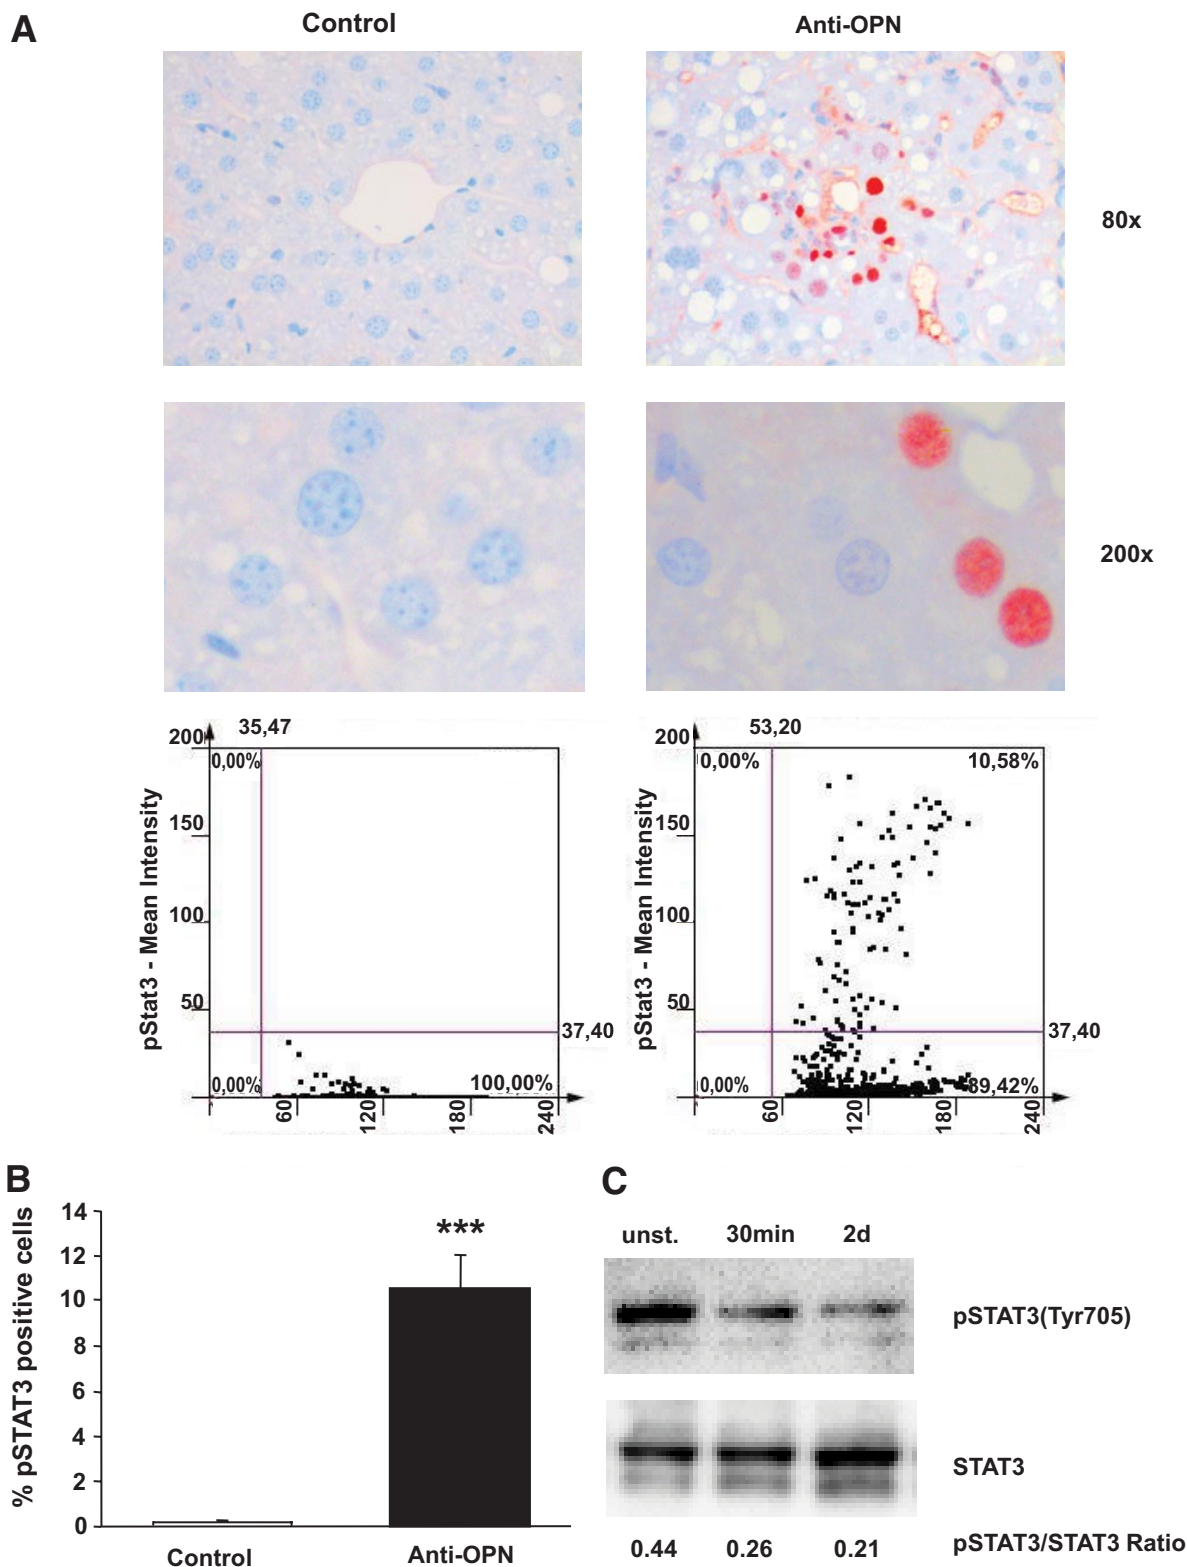 A
Control
Anti-OPN
80x
200x
35,47
200
0,00%
150
100
50
37,40
0,00%
100,00%
60
120
180
240
pStat3 - Mean Intensity
53,20
200
0,00%
10,58%
150
100
50
37,40
0,00%
89,42%
60
120
180
240
pStat3 - Mean Intensity
B
% pSTAT3 positive cells
14
12
10
8
6
4
2
0
***
Control
Anti-OPN
C
unst.
30min
2d
pSTAT3(Tyr705)
STAT3
0.44
0.26
0.21
pSTAT3/STAT3 Ratio